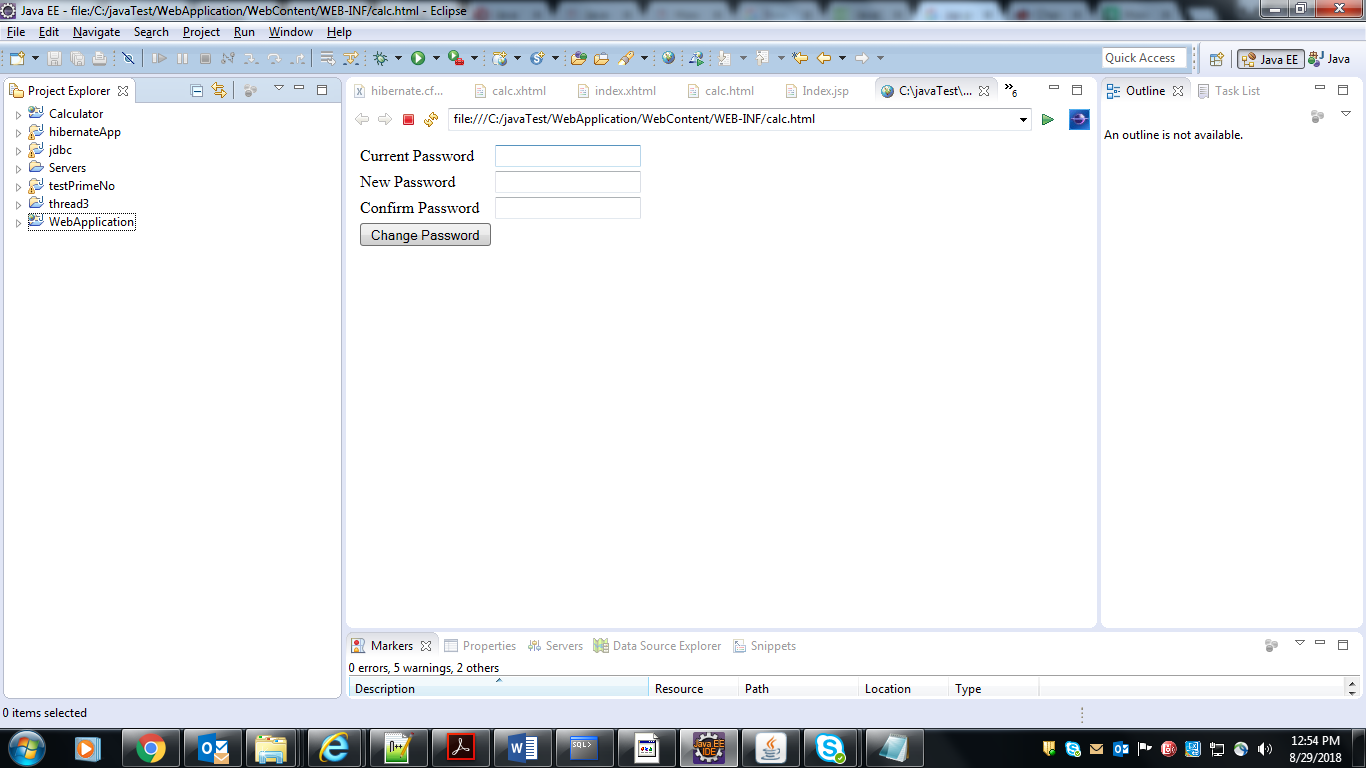 Java EE - file:/C:/javaTest/WebApplication/WebContent/WEB-INF/calc.html - Eclipse
File Edit Navigate Search Project Run Window Help
Quick Access Java EE Java
Project Explorer
Calculator
hibernateApp
jdbc
Servers
testPrimeNo
thread3
WebApplication
hibernate.cf... calc.xhtml index.xhtml calc.html Index.jsp C:\javaTest\... »6
file:///C:/javaTest/WebApplication/WebContent/WEB-INF/calc.html
Current Password
New Password
Confirm Password
Change Password
Outline Task List
An outline is not available.
Markers Properties Servers Data Source Explorer Snippets
0 errors, 5 warnings, 2 others
Description Resource Path Location Type
0 items selected
SQL> Java EE IDE
12:54 PM
8/29/2018